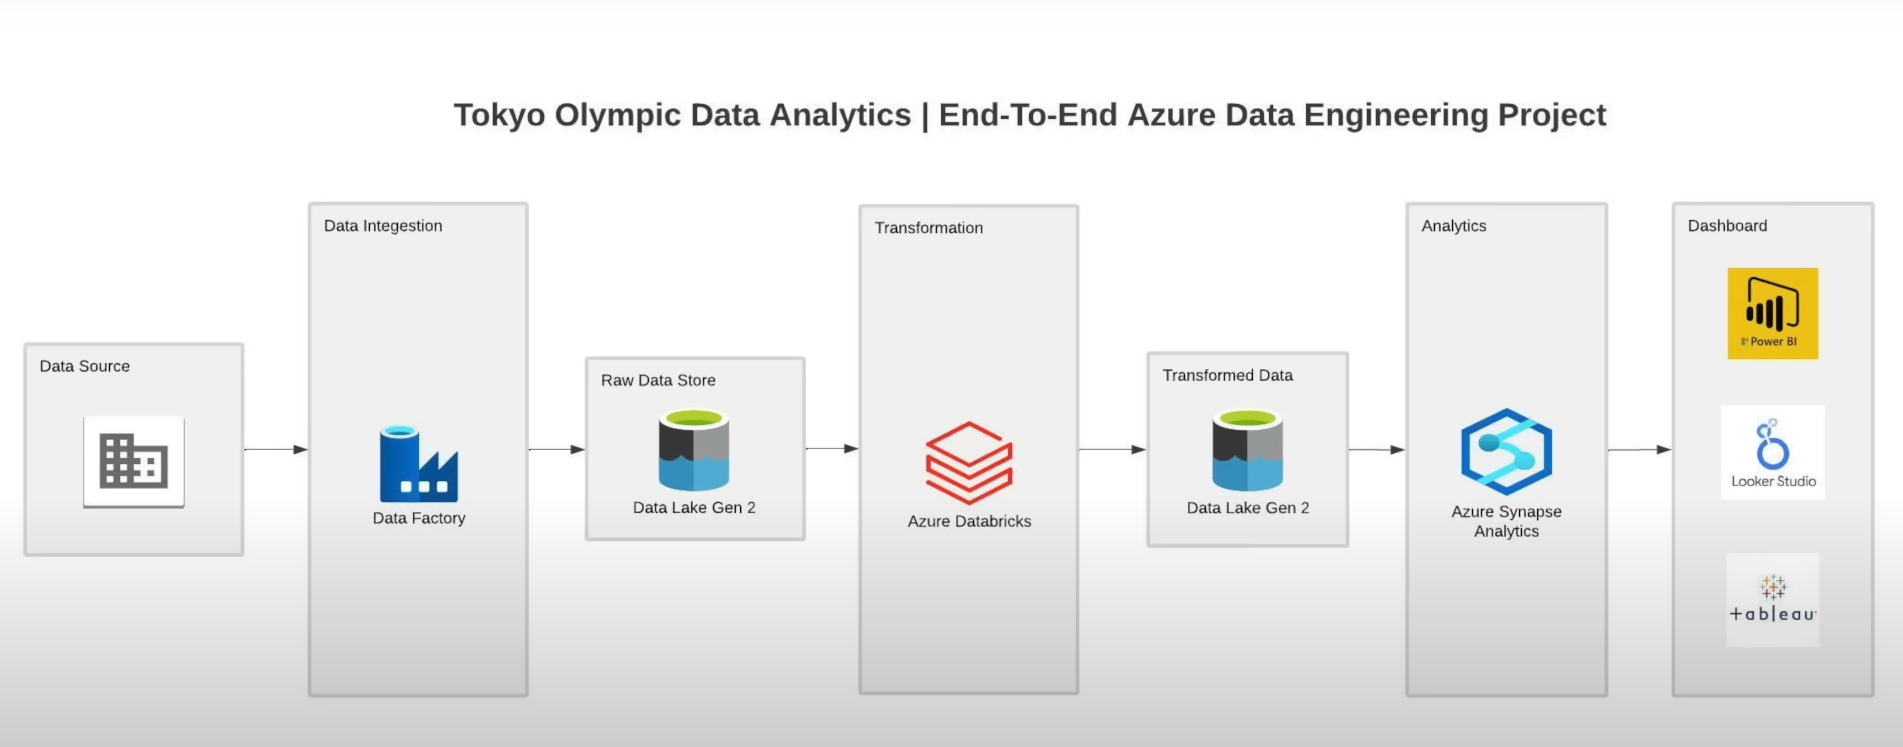 Tokyo Olympic Data Analytics | End-To-End Azure Data Engineering Project
Data Source
Data Integestion
Data Factory
Raw Data Store
Data Lake Gen 2
Transformation
Azure Databricks
Transformed Data
Data Lake Gen 2
Analytics
Azure Synapse
Analytics
Dashboard
Power BI
Looker Studio
+ableau